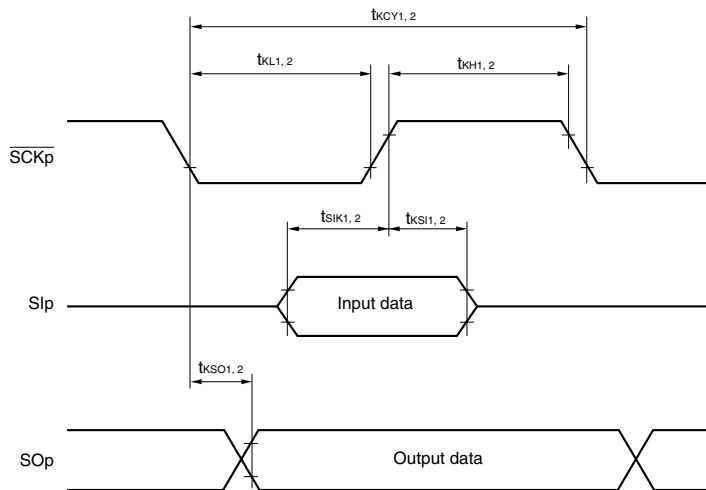 tKCY1, 2
tKL1, 2
tKH1, 2
SCKp
tSIK1, 2
tKSI1, 2
SIp
Input data
tKSO1, 2
SOp
Output data